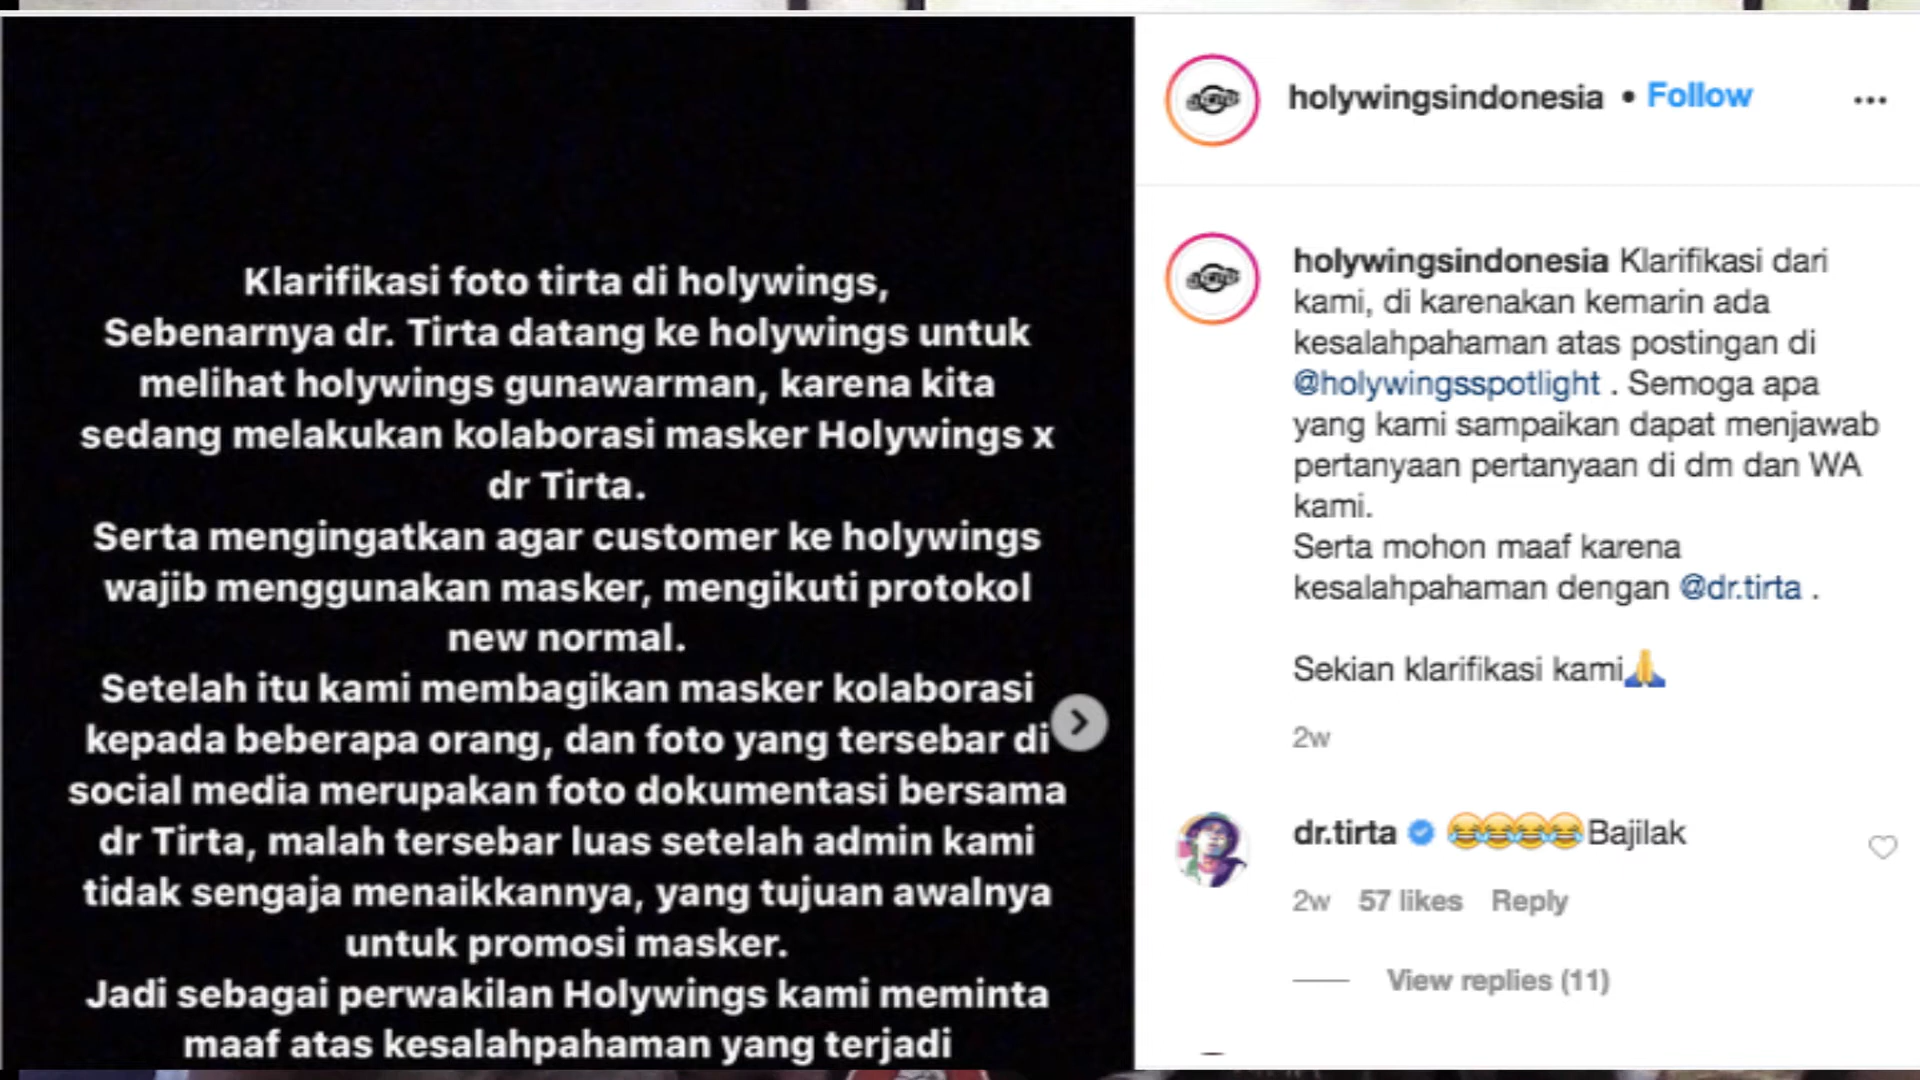 Klarifikasi foto tirta di holywings,
Sebenarnya dr. Tirta datang ke holywings untuk
melihat holywings gunawarman, karena kita
sedang melakukan kolaborasi masker Holywings x
dr Tirta.
Serta mengingatkan agar customer ke holywings
wajib menggunakan masker, mengikuti protokol
new normal.
Setelah itu kami membagikan masker kolaborasi
kepada beberapa orang, dan foto yang tersebar di
social media merupakan foto dokumentasi bersama
dr Tirta, malah tersebar luas setelah admin kami
tidak sengaja menaikkannya, yang tujuan awalnya
untuk promosi masker.
Jadi sebagai perwakilan Holywings kami meminta
maaf atas kesalahpahaman yang terjadi
holywingsindonesia • Follow
holywingsindonesia Klarifikasi dari
kami, di karenakan kemarin ada
kesalahpahaman atas postingan di
@holywingsspotlight . Semoga apa
yang kami sampaikan dapat menjawab
pertanyaan pertanyaan di dm dan WA
kami.
Serta mohon maaf karena
kesalahpahaman dengan @dr.tirta .
Sekian klarifikasi kami🙏
2w
dr.tirta 😂😂😂😂Bajilak
2w 57 likes Reply
View replies (11)